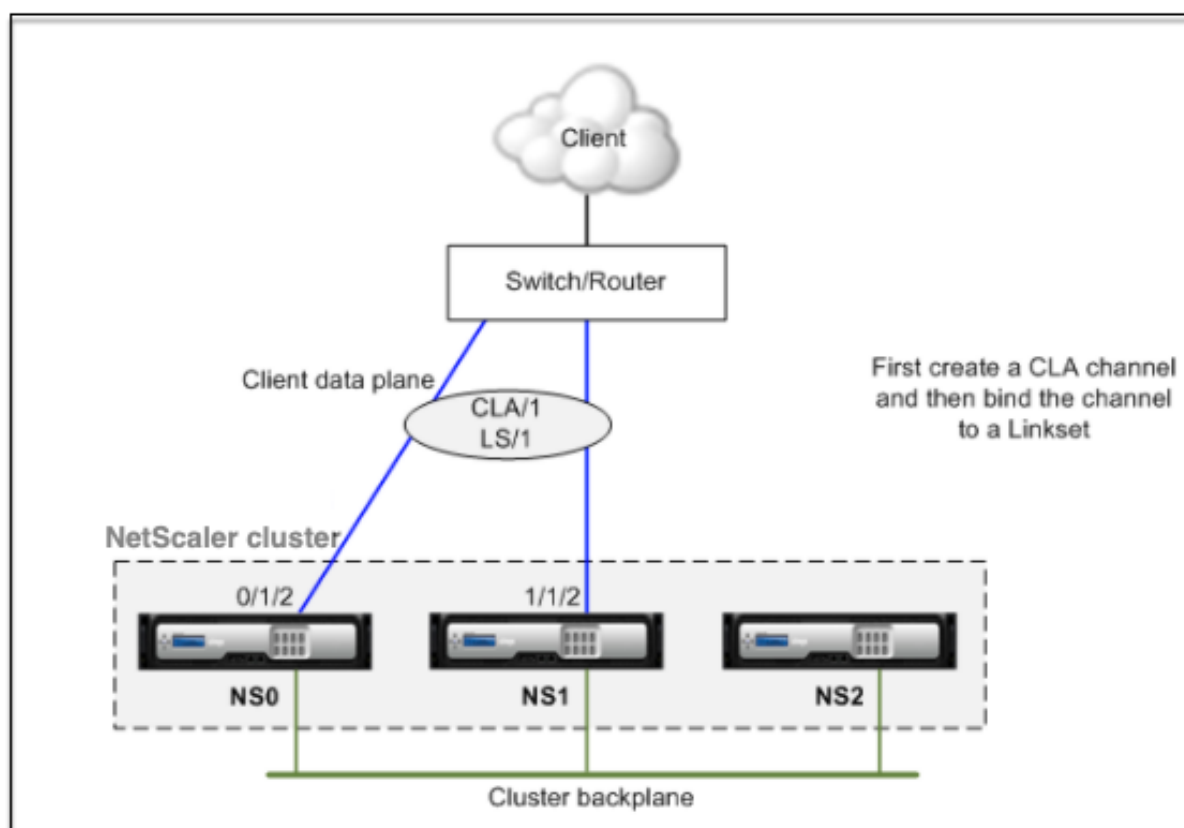 Client
Switch/Router
Client data plane
CLA/1
LS/1
First create a CLA channel
and then bind the channel
to a Linkset
NetScaler cluster
0/1/2
1/1/2
NS0
NS1
NS2
Cluster backplane